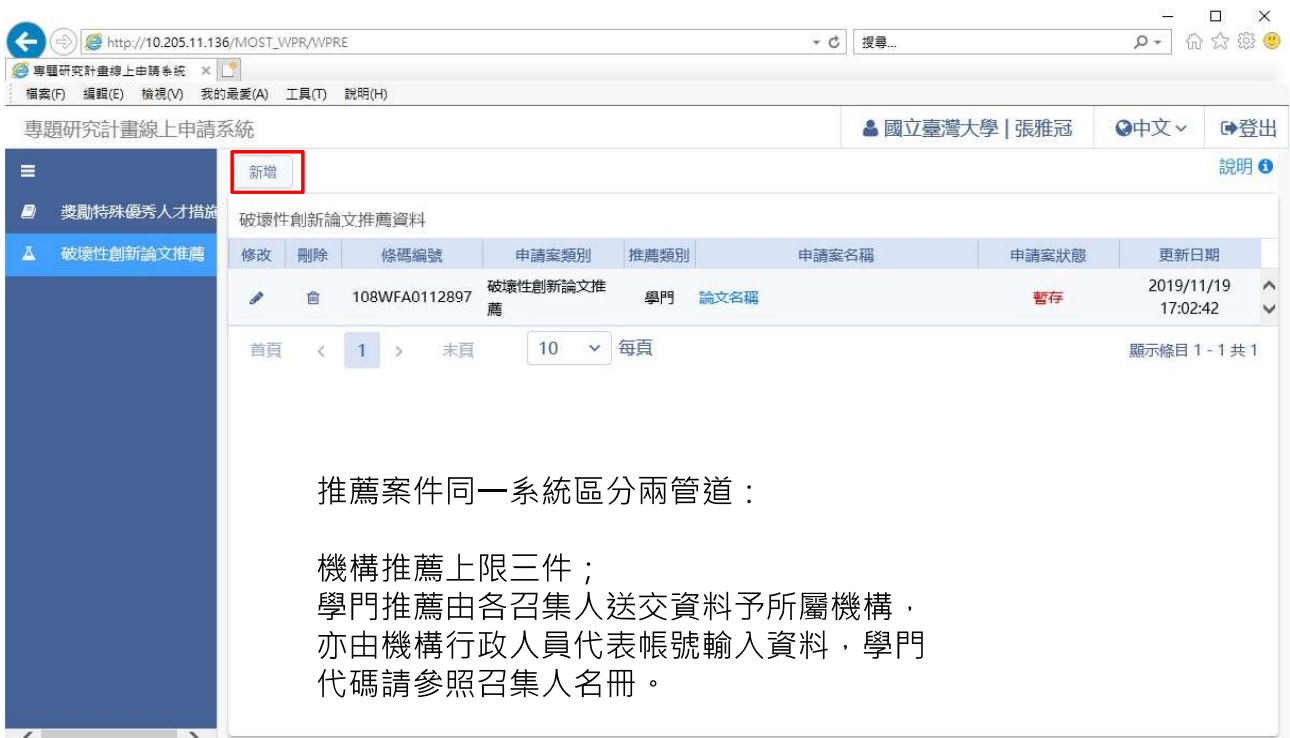 http://10.205.11.136/MOST_WPR/WPRE
搜尋...
專題研究計畫線上申請系統
檔案(F) 編輯(E) 檢視(V) 我的最愛(A) 工具(T) 說明(H)
專題研究計畫線上申請系統 國立臺灣大學 | 張雅冠 中文 登出
新增 說明
獎勵特殊優秀人才措施
破壞性創新論文推薦
破壞性創新論文推薦資料
修改 刪除 條碼編號 申請案類別 推薦類別 申請案名稱 申請案狀態 更新日期
108WFA0112897 破壞性創新論文推薦 學門 論文名稱 暫存 2019/11/19 17:02:42
首頁 < 1 > 末頁 10 每頁 顯示條目 1 - 1 共 1
推薦案件同一系統區分兩管道：
機構推薦上限三件；
學門推薦由各召集人送交資料予所屬機構，
亦由機構行政人員代表帳號輸入資料，學門
代碼請參照召集人名冊。